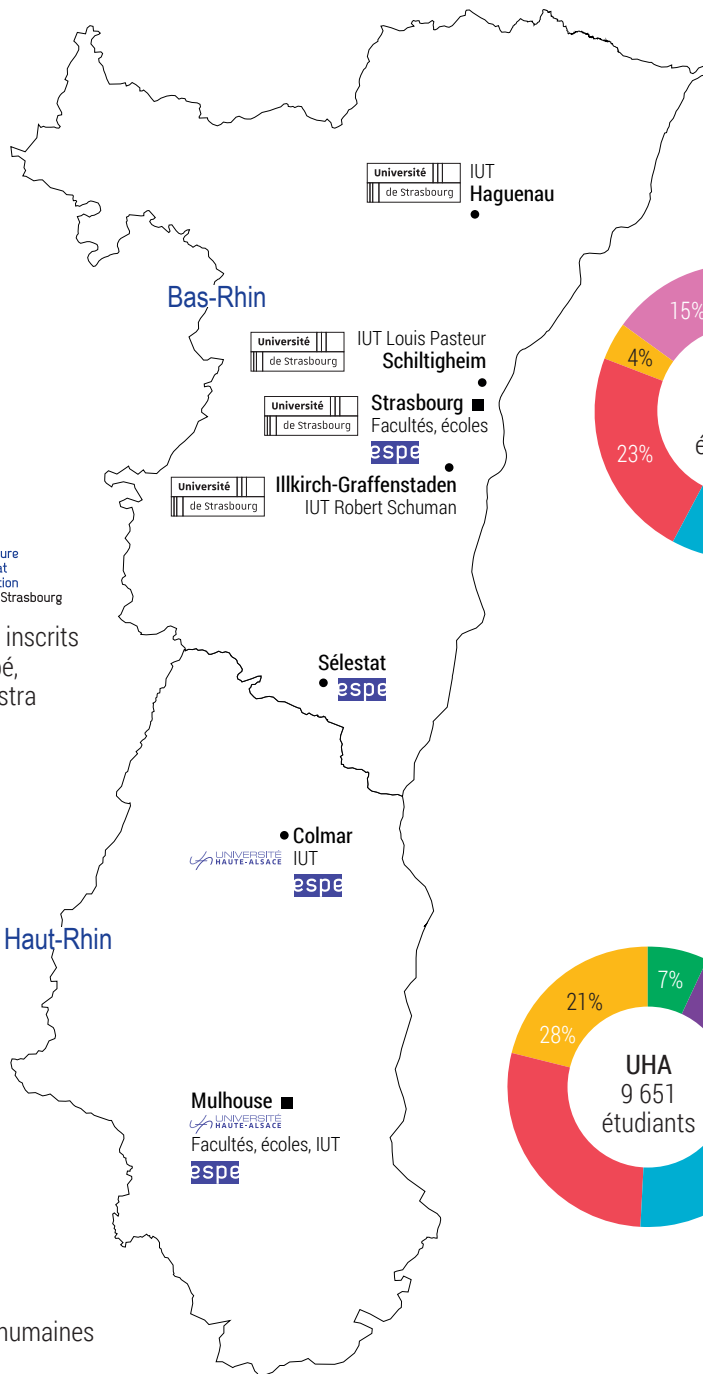 Université
de Strasbourg
IUT
Haguenau
Bas-Rhin
15%
4%
23%
Université
de Strasbourg
IUT Louis Pasteur
Schiltigheim
Université
de Strasbourg
Strasbourg
Facultés, écoles
espe
Université
de Strasbourg
Illkirch-Graffenstaden
IUT Robert Schuman
Strasbourg
inscrits
Sélestat
espe
Colmar
UNIVERSITÉ
HAUTE-ALSACE
IUT
espe
Haut-Rhin
7%
21%
28%
UHA
9 651
étudiants
Mulhouse
UNIVERSITÉ
HAUTE-ALSACE
Facultés, écoles, IUT
espe
humaines